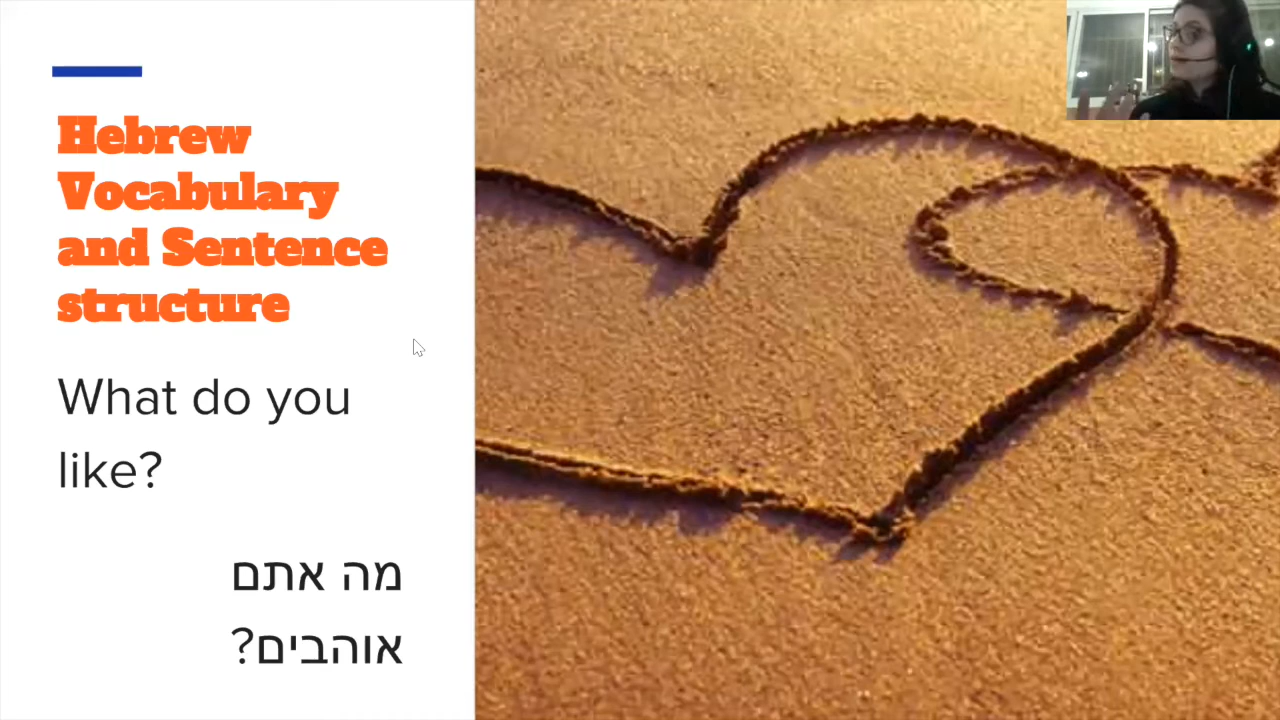 Hebrew
Vocabulary
and Sentence
structure
What do you
like?
מה אתם
אוהבים?